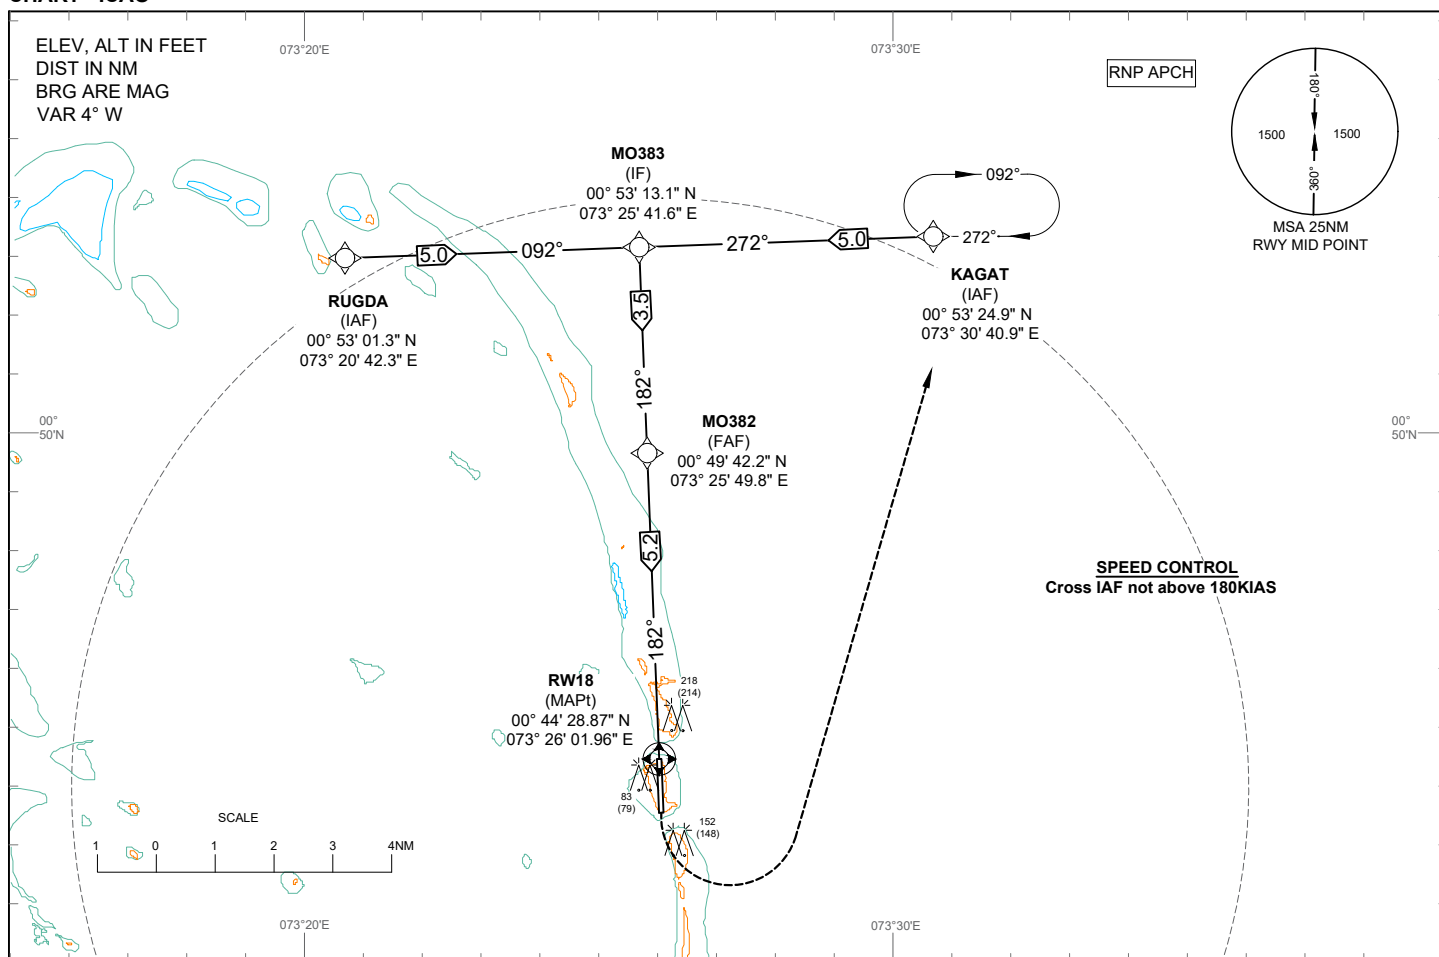 ELEV, ALT IN FEET
DIST IN NM
BRG ARE MAG
VAR 4° W
073° 20'E
073° 30'E
RNP APCH
180°
1500
1500
360°
MSA 25NM
RWY MID POINT
MO383
(IF)
00° 53' 13.1" N
073° 25' 41.6" E
092°
272°
5.0
092°
272°
5.0
RUGDA
(IAF)
00° 53' 01.3" N
073° 20' 42.3" E
3.5
KAGAT
(IAF)
00° 53' 24.9" N
073° 30' 40.9" E
182°
00°
50'N
00°
50'N
MO382
(FAF)
00° 49' 42.2" N
073° 25' 49.8" E
5.2
SPEED CONTROL
Cross IAF not above 180KIAS
182°
RW18
(MAPt)
00° 44' 28.87" N
073° 26' 01.96" E
218
(214)
83
(79)
152
(148)
SCALE
1 0 1 2 3 4NM
073° 20'E
073° 30'E